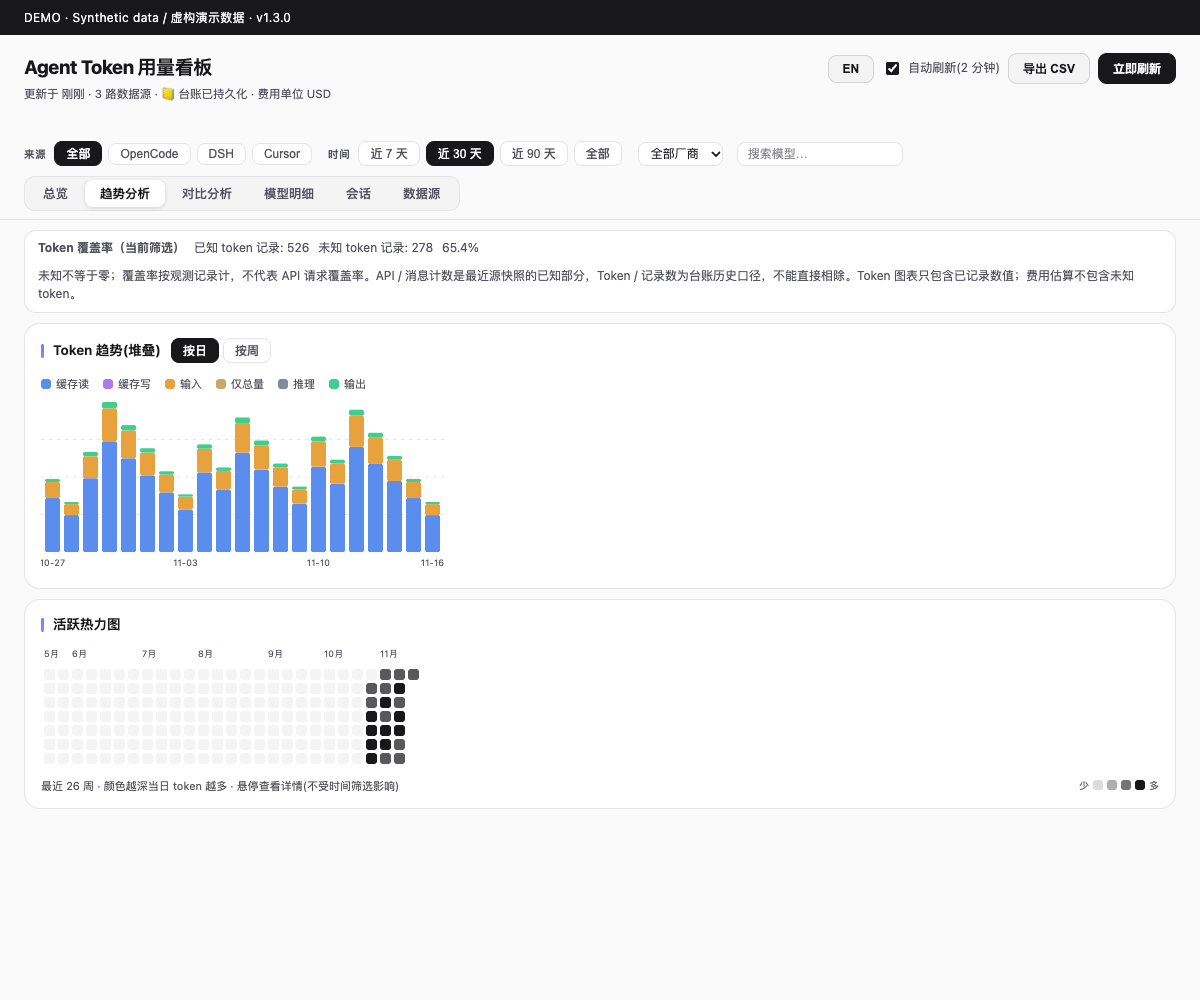 DEMO · Synthetic data / 虚构演示数据 · v1.3.0
Agent Token 用量看板
EN
自动刷新(2 分钟)
导出 CSV
立即刷新
更新于 刚刚 · 3 路数据源 · 📒 台账已持久化 · 费用单位 USD
来源 全部 OpenCode DSH Cursor 时间 近 7 天 近 30 天 近 90 天 全部 全部厂商 搜索模型…
总览 趋势分析 对比分析 模型明细 会话 数据源
Token 覆盖率（当前筛选） 已知 token 记录: 526 未知 token 记录: 278 65.4%
未知不等于零；覆盖率按观测记录计，不代表 API 请求覆盖率。API / 消息计数是最近源快照的已知部分，Token / 记录数为台账历史口径，不能直接相除。Token 图表只包含已记录数值；费用估算不包含未知
token。
Token 趋势(堆叠) 按日 按周
缓存读 缓存写 输入 仅总量 推理 输出
10-27 11-03 11-10 11-16
活跃热力图
5月 6月 7月 8月 9月 10月 11月
最近 26 周 · 颜色越深当日 token 越多 · 悬停查看详情(不受时间筛选影响)
少 多